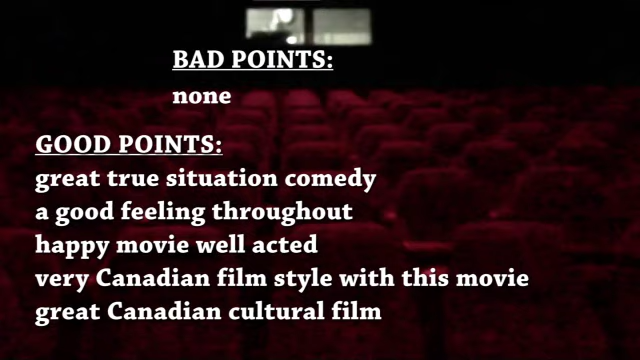 BAD POINTS:
none
GOOD POINTS:
great true situation comedy
a good feeling throughout
happy movie well acted
very Canadian film style with this movie
great Canadian cultural film